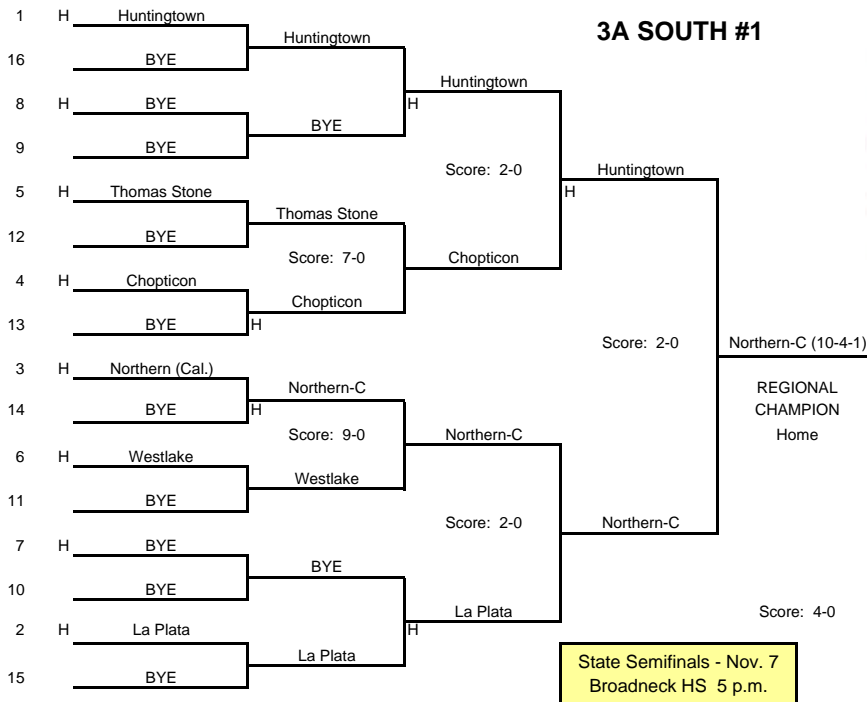 3A SOUTH #1
1 H Huntingtown
Huntingtown
16 BYE
Huntingtown
8 H BYE
H
BYE
9 BYE
Score: 2-0
Huntingtown
5 H Thomas Stone
H
Thomas Stone
12 BYE
Score: 7-0
Chopticon
4 H Chopticon
Chopticon
13 BYE
H
Score: 2-0
Northern-C (10-4-1)
3 H Northern (Cal.)
Northern-C
REGIONAL
CHAMPION
Home
14 BYE
H
Score: 9-0
Northern-C
6 H Westlake
Westlake
11 BYE
Score: 2-0
Northern-C
7 H BYE
BYE
10 BYE
La Plata
Score: 4-0
2 H La Plata
H
La Plata
15 BYE
State Semifinals - Nov. 7
Broadneck HS 5 p.m.